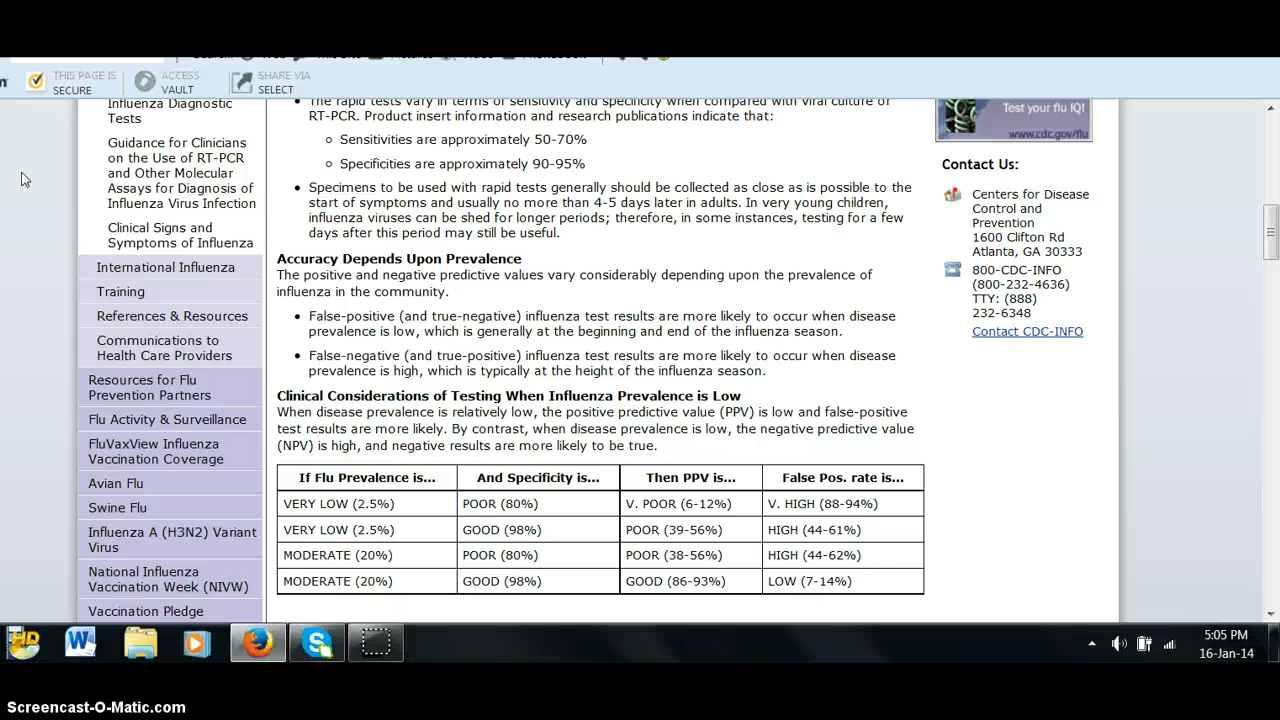 THIS PAGE IS
SECURE
ACCESS
VAULT
SHARE VIA
SELECT
Influenza Diagnostic
Tests
Guidance for Clinicians
on the Use of RT-PCR
and Other Molecular
Assays for Diagnosis of
Influenza Virus Infection
Clinical Signs and
Symptoms of Influenza
International Influenza
Training
References & Resources
Communications to
Health Care Providers
Resources for Flu
Prevention Partners
Flu Activity & Surveillance
FluVaxView Influenza
Vaccination Coverage
Avian Flu
Swine Flu
Influenza A (H3N2) Variant
Virus
National Influenza
Vaccination Week (NIVW)
Vaccination Pledge
• The rapid tests vary in terms of sensitivity and specificity when compared with viral culture or
RT-PCR. Product insert information and research publications indicate that:
○ Sensitivities are approximately 50-70%
○ Specificities are approximately 90-95%
• Specimens to be used with rapid tests generally should be collected as close as is possible to the
start of symptoms and usually no more than 4-5 days later in adults. In very young children,
influenza viruses can be shed for longer periods; therefore, in some instances, testing for a few
days after this period may still be useful.
Accuracy Depends Upon Prevalence
The positive and negative predictive values vary considerably depending upon the prevalence of
influenza in the community.
• False-positive (and true-negative) influenza test results are more likely to occur when disease
prevalence is low, which is generally at the beginning and end of the influenza season.
• False-negative (and true-positive) influenza test results are more likely to occur when disease
prevalence is high, which is typically at the height of the influenza season.
Clinical Considerations of Testing When Influenza Prevalence is Low
When disease prevalence is relatively low, the positive predictive value (PPV) is low and false-positive
test results are more likely. By contrast, when disease prevalence is low, the negative predictive value
(NPV) is high, and negative results are more likely to be true.
If Flu Prevalence is... And Specificity is... Then PPV is... False Pos. rate is...
VERY LOW (2.5%) POOR (80%) V. POOR (6-12%) V. HIGH (88-94%)
VERY LOW (2.5%) GOOD (98%) POOR (39-56%) HIGH (44-61%)
MODERATE (20%) POOR (80%) POOR (38-56%) HIGH (44-62%)
MODERATE (20%) GOOD (98%) GOOD (86-93%) LOW (7-14%)
Test your flu IQ!
www.cdc.gov/flu
Contact Us:
Centers for Disease
Control and
Prevention
1600 Clifton Rd
Atlanta, GA 30333
800-CDC-INFO
(800-232-4636)
TTY: (888)
232-6348
Contact CDC-INFO
5:05 PM
16-Jan-14
Screencast-O-Matic.com